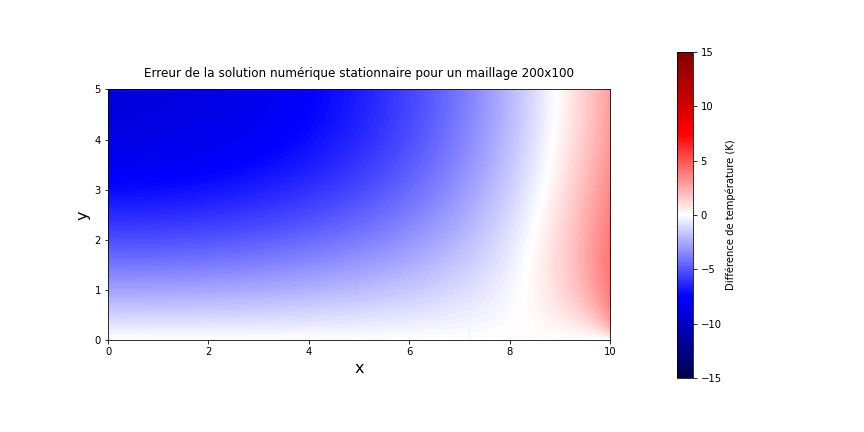 Erreur de la solution numérique stationnaire pour un maillage 200x100
5
4
3
2
1
0
y
0 2 4 6 8 10
x
15
10
5
0
−5
−10
−15
Différence de température (K)